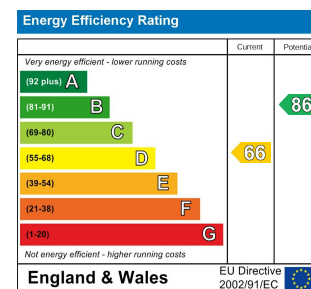 Energy Efficiency Rating
Current Potentia
Very energy efficient - lower running costs
(92 plus) A
(81-91) B
86
(69-80) C
(55-68) D
66
(39-54) E
(21-38) F
(1-20) G
Not energy efficient - higher running costs
England & Wales
EU Directive
2002/91/EC